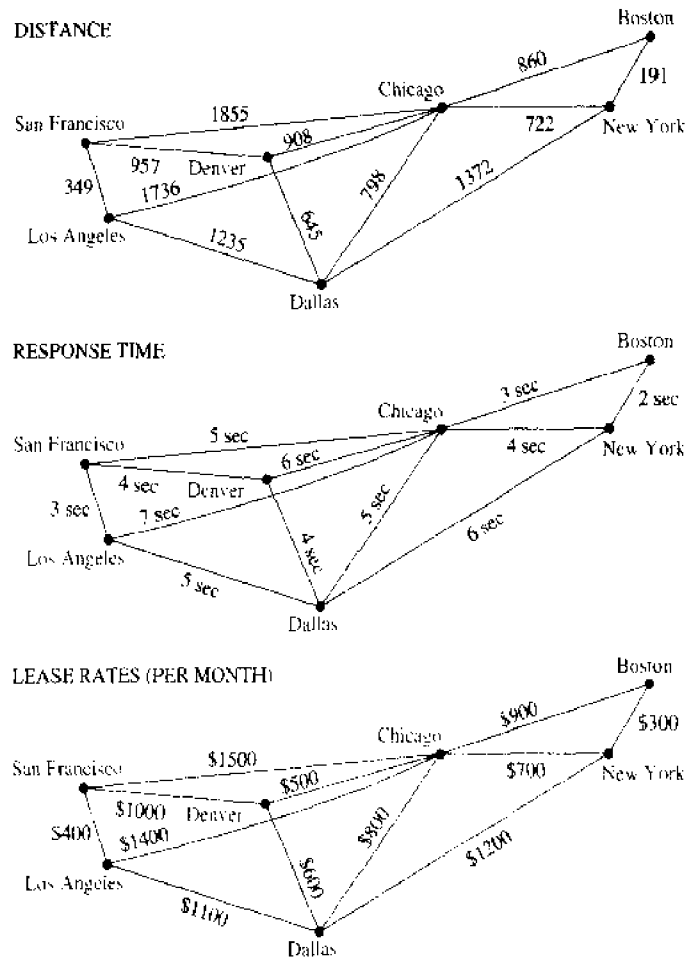 DISTANCE
Boston
860
191
Chicago
San Francisco
1855
722
New York
908
957
Denver
349
1736
798
1372
Los Angeles
1235
645
Dallas
RESPONSE TIME
Boston
3 sec
2 sec
Chicago
San Francisco
5 sec
4 sec
New York
6 sec
4 sec
Denver
3 sec
7 sec
5 sec
6 sec
Los Angeles
5 sec
4 sec
Dallas
LEASE RATES (PER MONTH)
Boston
$900
$300
Chicago
San Francisco
$1500
$700
New York
$500
$1000
Denver
$400
$1400
$800
$1200
Los Angeles
$1100
$600
Dallas